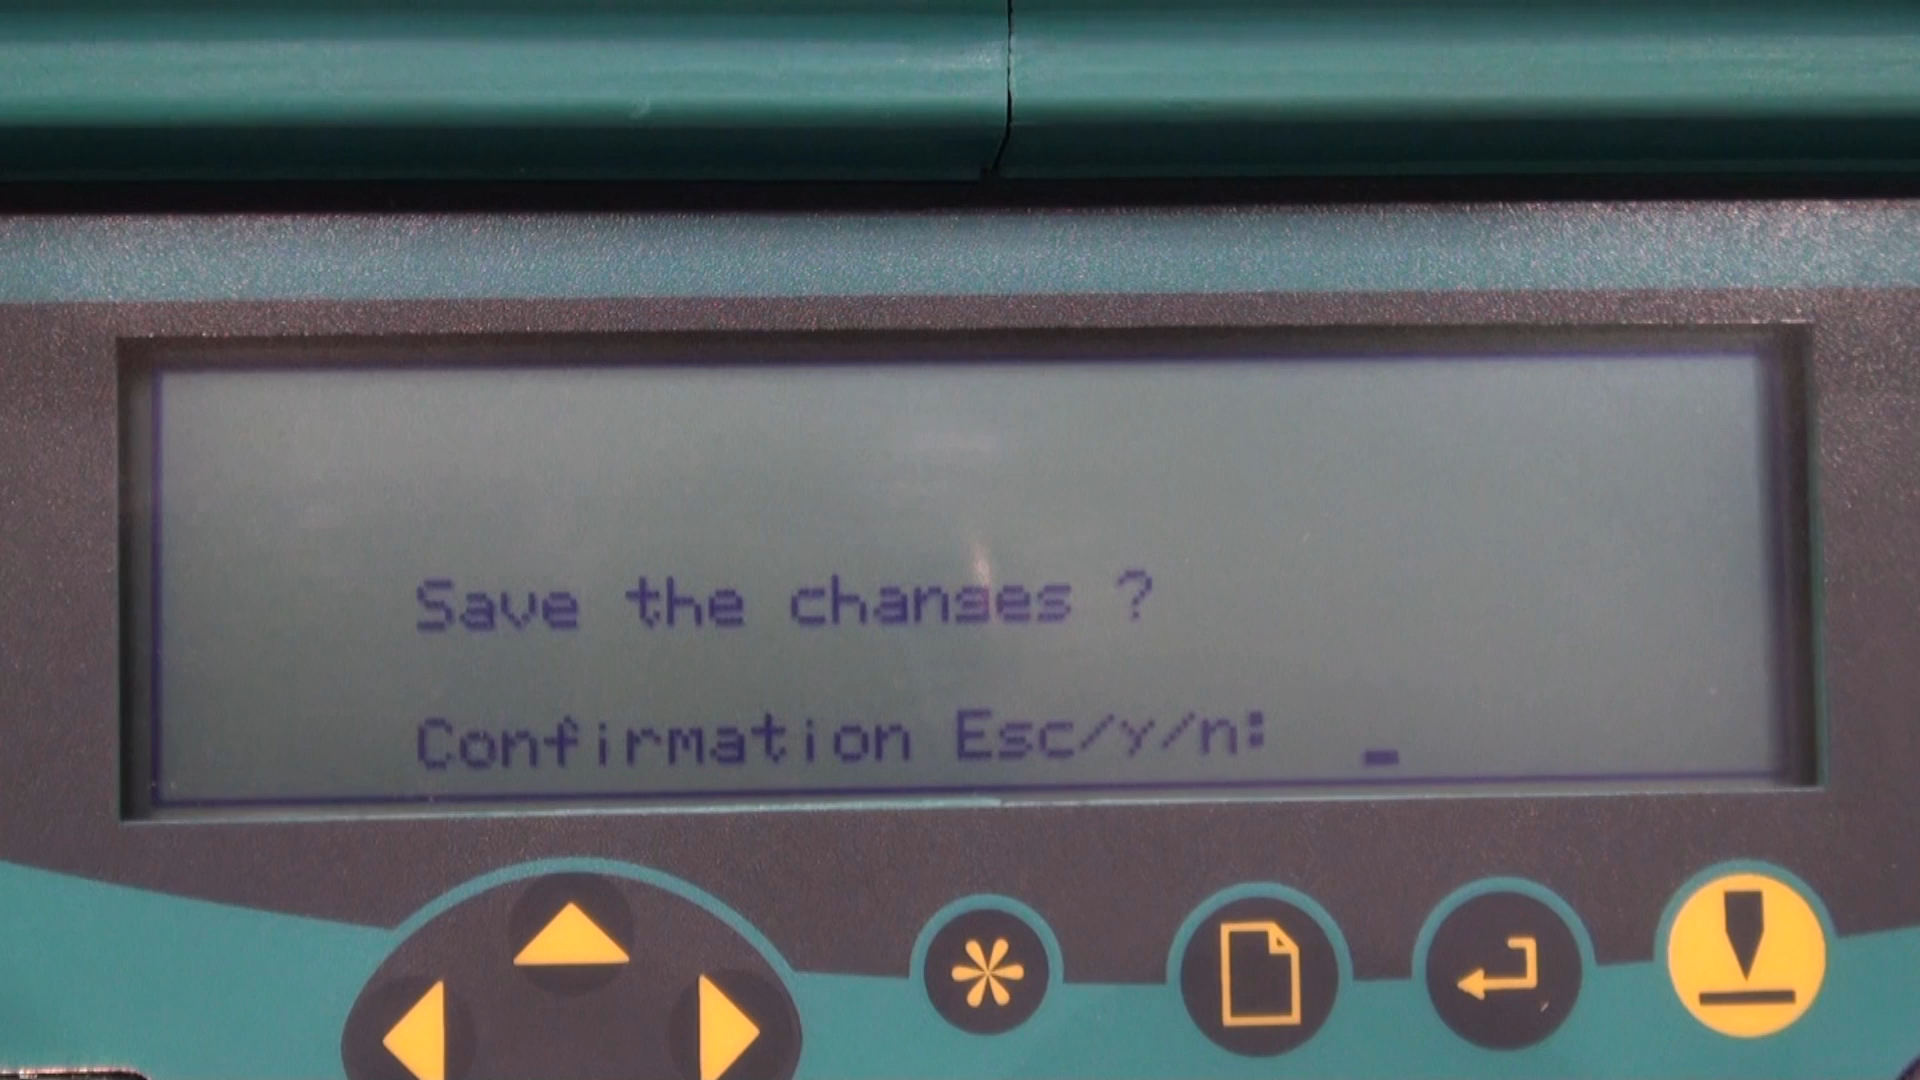 Save the changes ?
Confirmation Esc/y/n: _